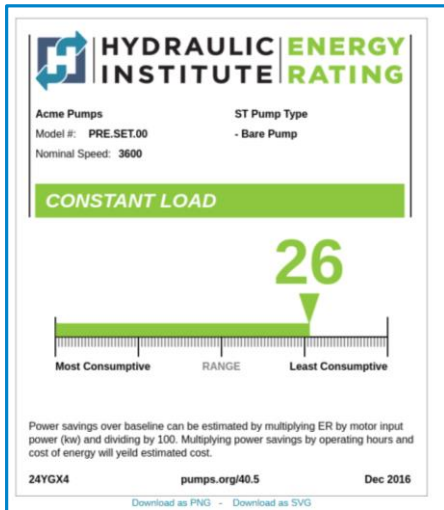 HYDRAULIC ENERGY
INSTITUTE RATING
Acme Pumps ST Pump Type
Model #: PRE.SET.00 - Bare Pump
Nominal Speed: 3600
CONSTANT LOAD
26
Most Consumptive RANGE Least Consumptive
Power savings over baseline can be estimated by multiplying ER by motor input
power (kw) and dividing by 100. Multiplying power savings by operating hours and
cost of energy will yeild estimated cost.
24YGX4 pumps.org/40.5 Dec 2016
Download as PNG - Download as SVG